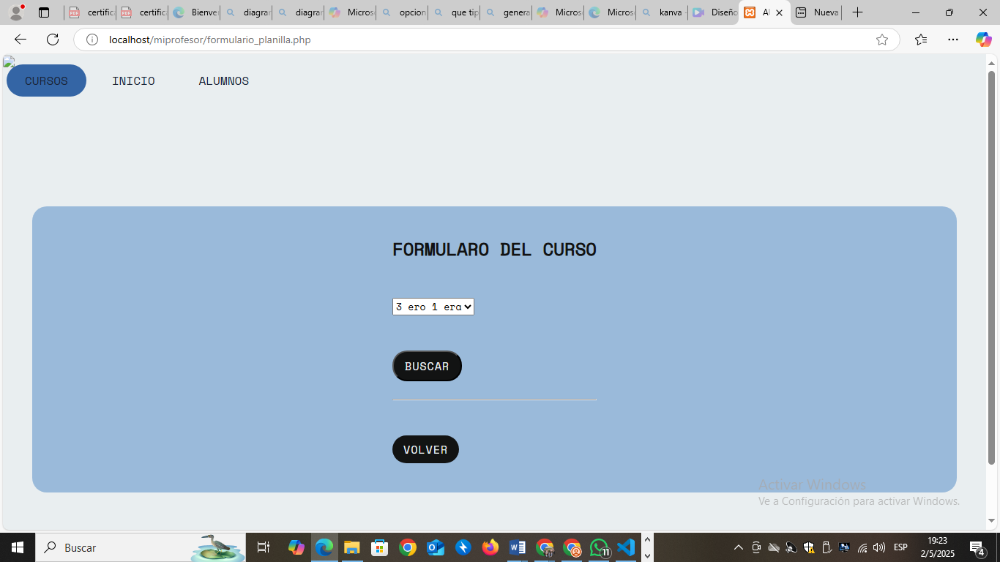 certific
certific
Bienve
diagrar
diagrar
Micros
opcion
que tip
genera
Micros
Micros
kanva
Diseño
Al
Nueva
localhost/miprofesor/formulario_planilla.php
CURSOS
INICIO
ALUMNOS
FORMULARO DEL CURSO
3 ero 1 era
BUSCAR
VOLVER
Activar Windows
Ve a Configuración para activar Windows.
Buscar
11
ESP
19:23
2/5/2025
4